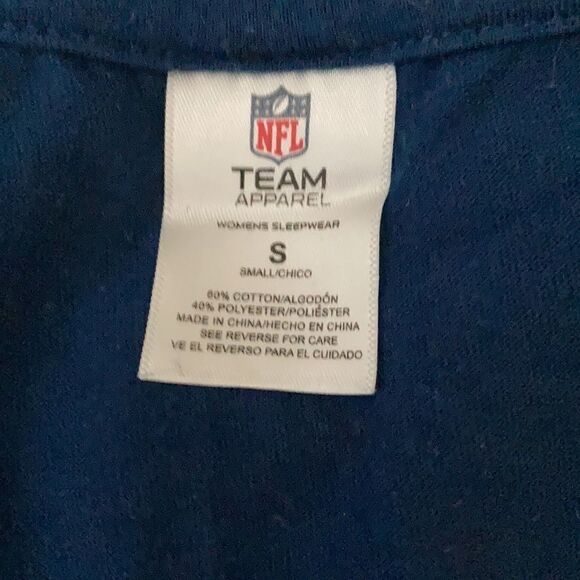 NFL
TEAM
APPAREL
WOMENS SLEEPWEAR
S
SMALL/CHICO
60% COTTON/ALGODÓN
40% POLYESTER/POLIÉSTER
MADE IN CHINA/HECHO EN CHINA
SEE REVERSE FOR CARE
VE EL REVERSO PARA EL CUIDADO